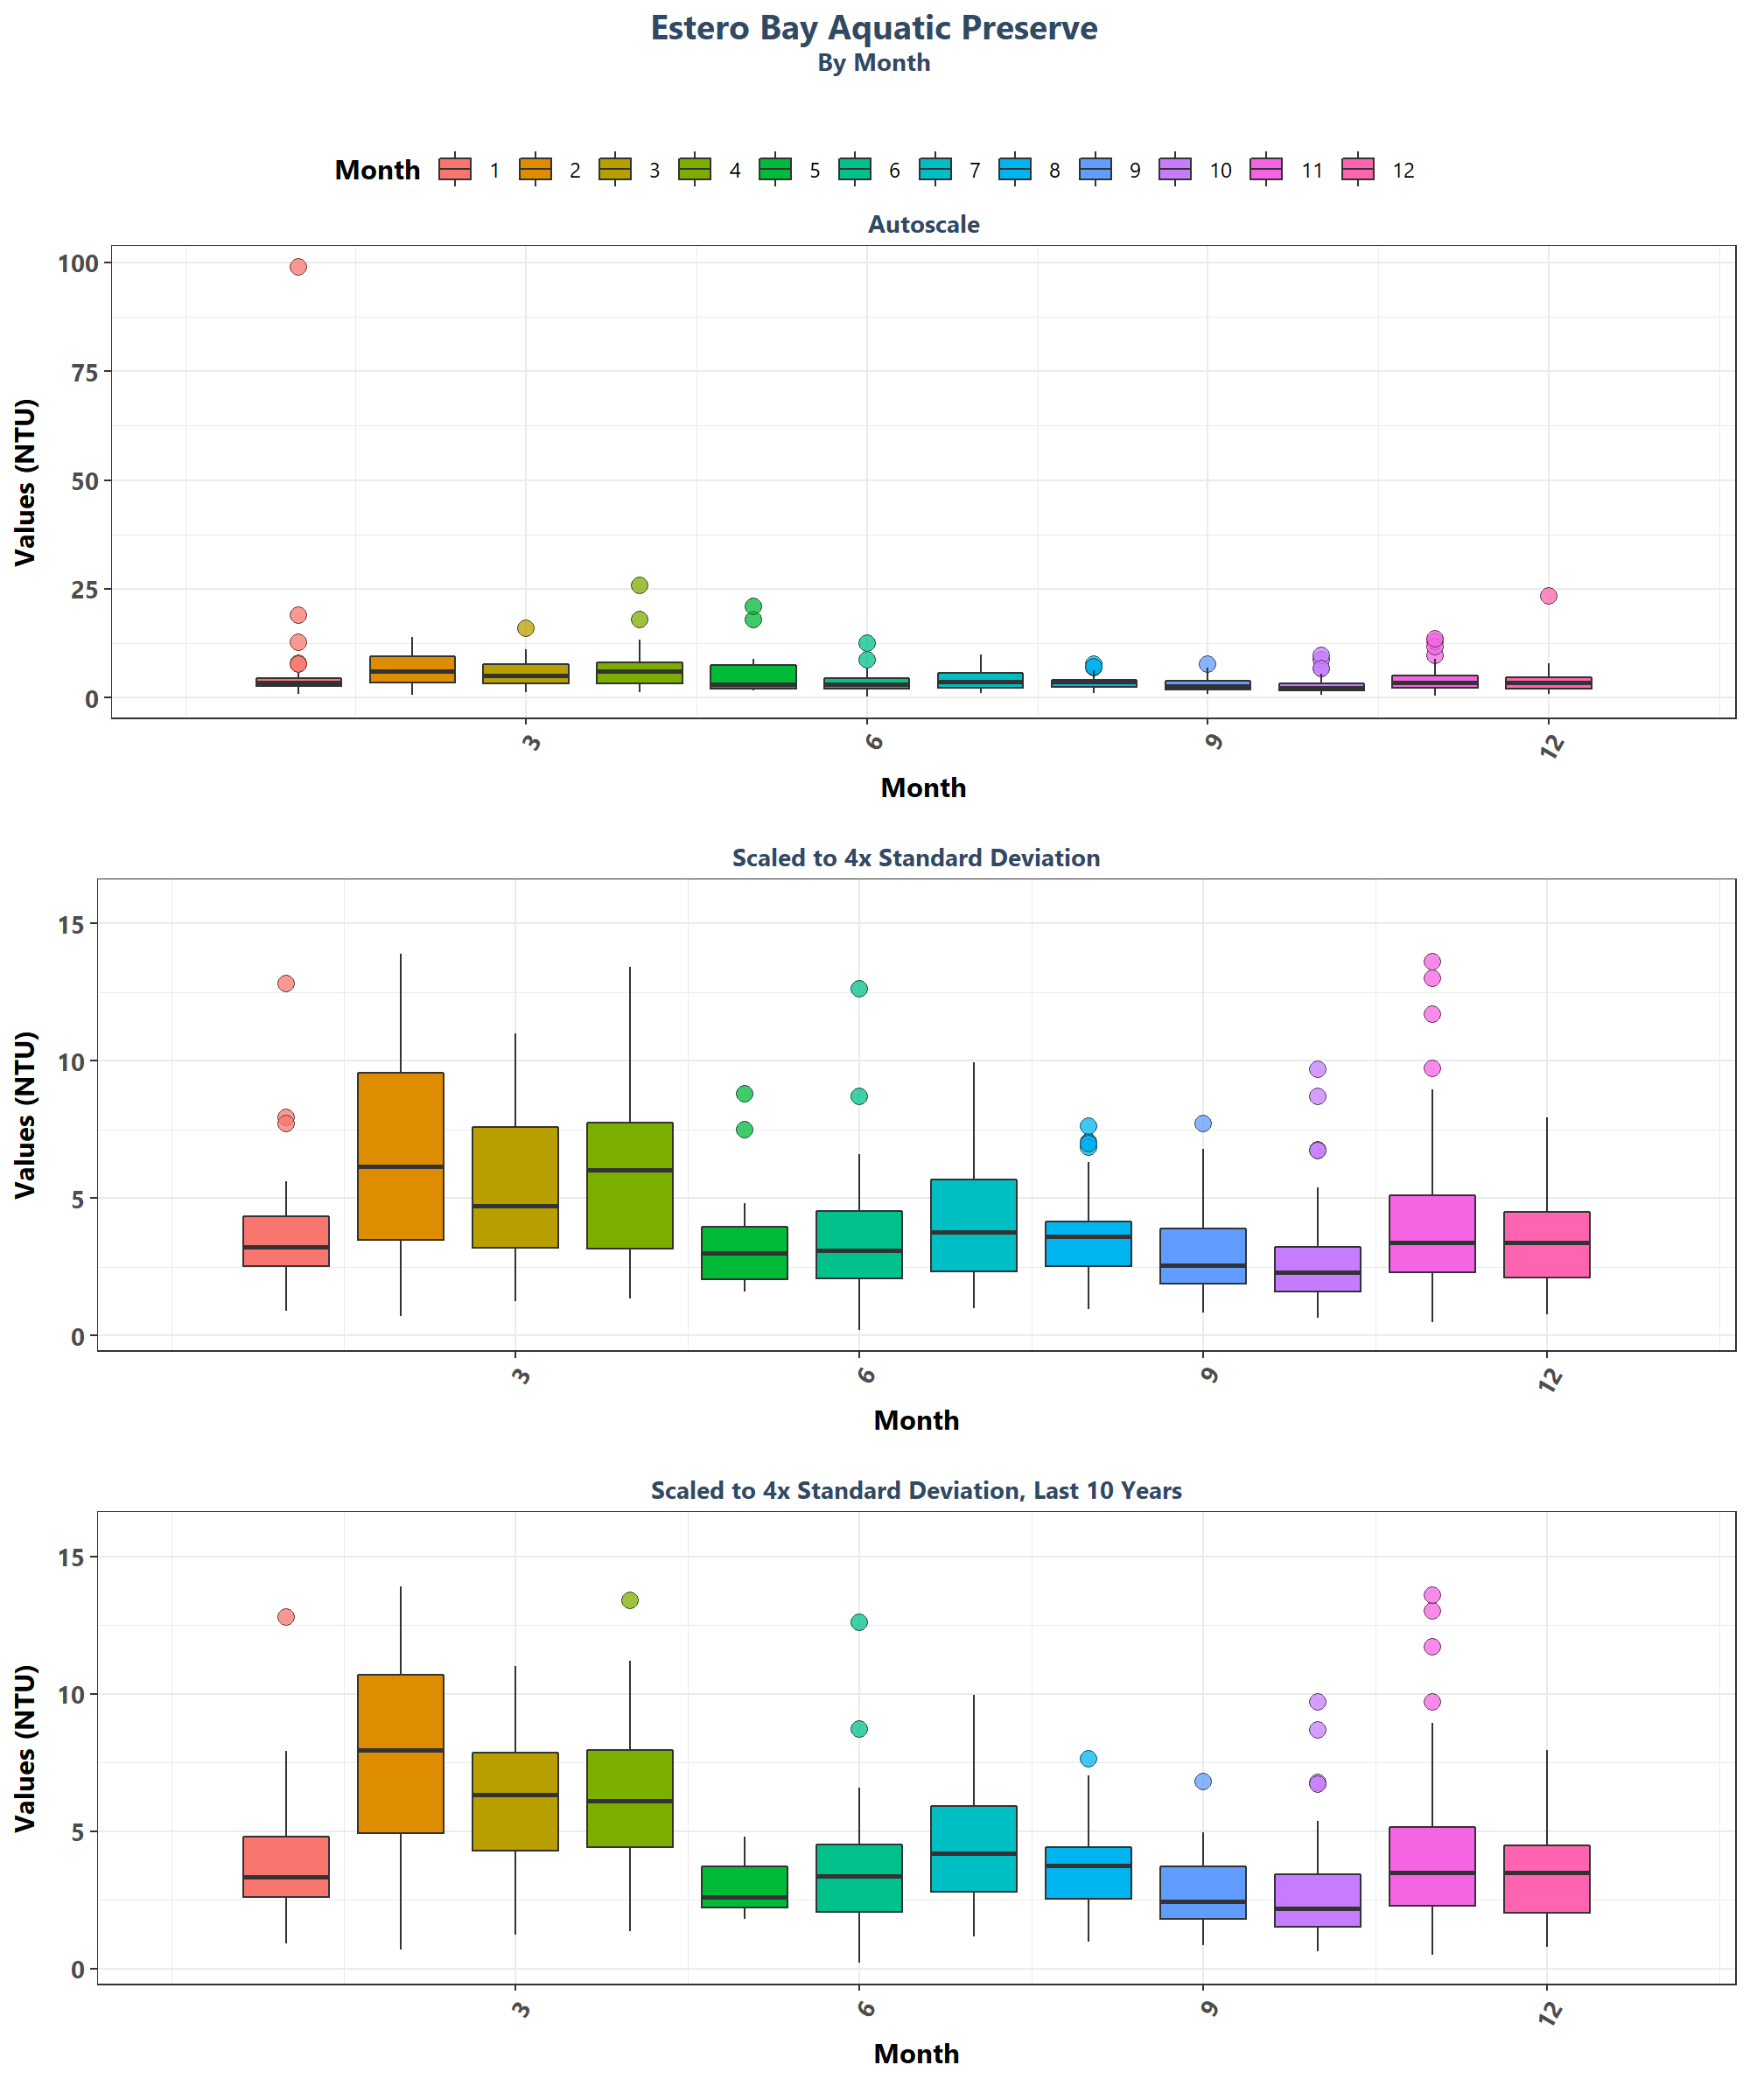 Estero Bay Aquatic Preserve
By Month
Month 1 2 3 4 5 6 7 8 9 10 11 12
Autoscale
Values (NTU)
100
75
50
25
0
3 6 9 12
Month
Scaled to 4x Standard Deviation
Values (NTU)
15
10
5
0
3 6 9 12
Month
Scaled to 4x Standard Deviation, Last 10 Years
Values (NTU)
15
10
5
0
3 6 9 12
Month